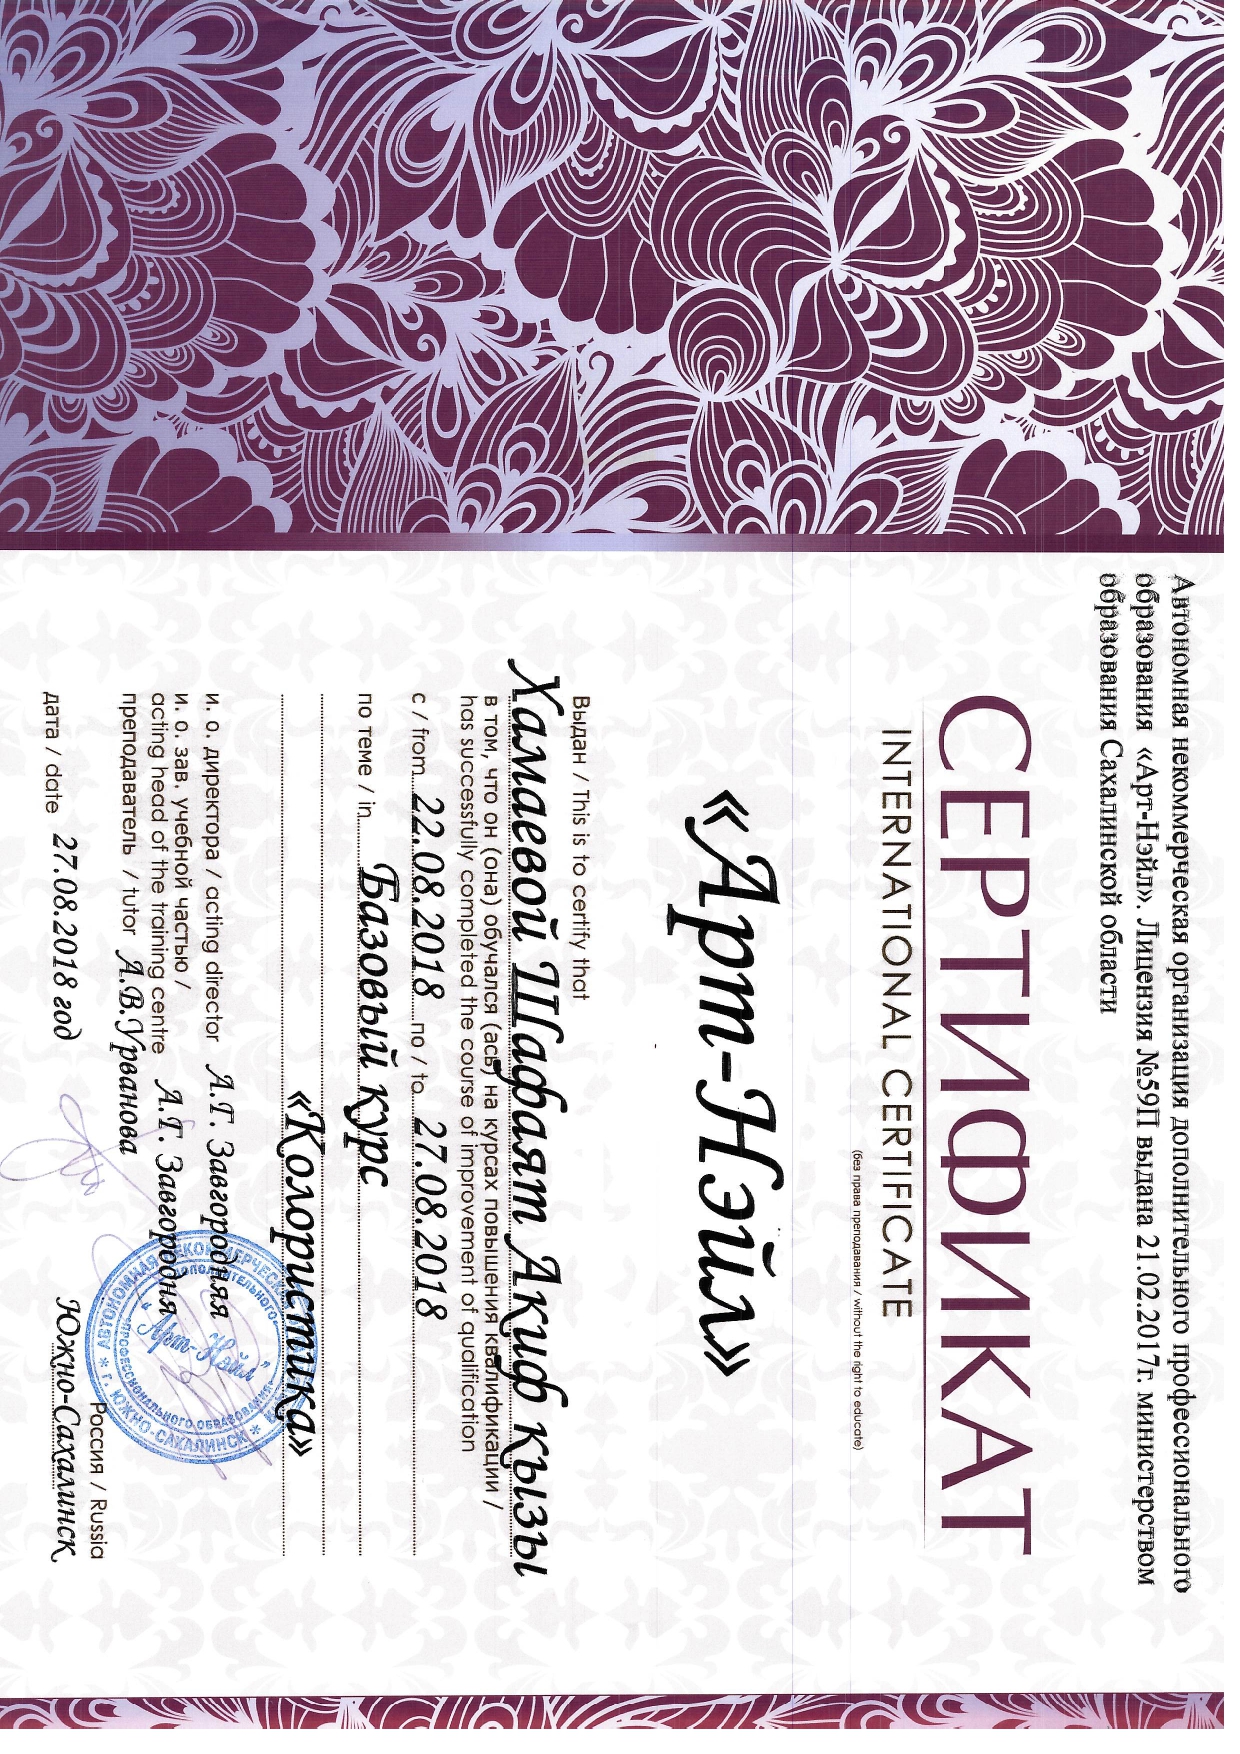 Автономная некоммерческая организация дополнительного профессионального
образования «Арт-Нэйл». Лицензия №59П выдана 21.02.2017г. министерством
образования Сахалинской области
СЕРТИФИКАТ
INTERNATIONAL CERTIFICATE
(без права преподавания / without the right to educate)
«Арт-Нэйл»
Выдан / This is to certify that
Хамаевой Шафаят Акиф кызы
в том, что он (она) обучался (ась) на курсах повышения квалификации /
has successfully completed the course of improvement of qualification
с / from 22.08.2018 по / to 27.08.2018
по теме / in Базовый курс
«Колористика»
и. о. директора / acting director А.Г. Завгородняя
и. о. зав. учебной частью /
acting head of the training centre А.Г. Завгородня
преподаватель / tutor А.В.Урванова
«Арт-Нэйл»
ПРОФЕССИОНАЛЬНОГО ОБРАЗОВАНИЯ
АВТОНОМНАЯ НЕКОММЕРЧЕСКАЯ
г. ЮЖНО-САХАЛИНСК
Россия / Russia
дата / date 27.08.2018 год
Южно-Сахалинск